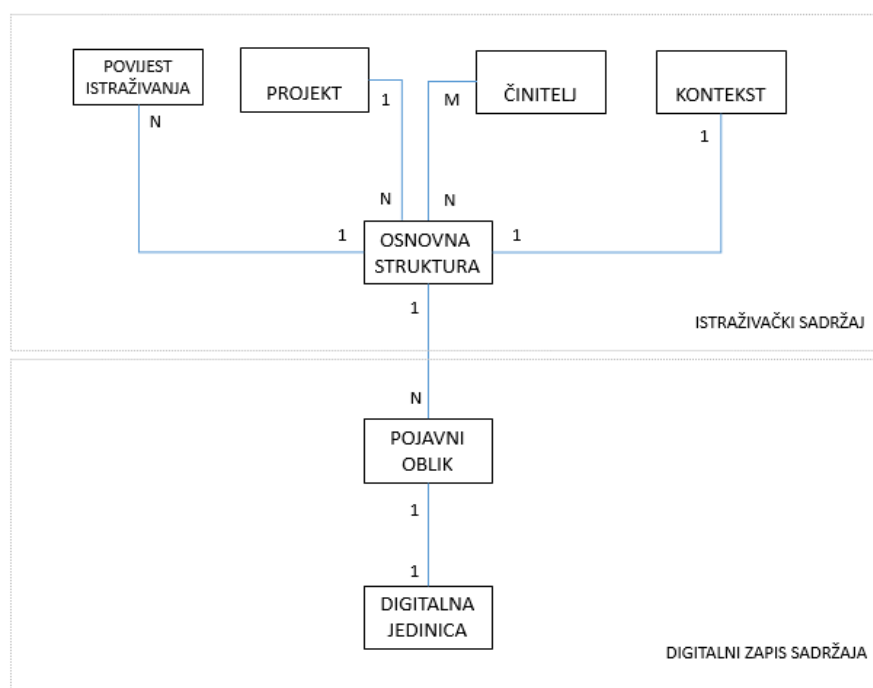 POVIJEST
ISTRAŽIVANJA
PROJEKT
ČINITELJ
KONTEKST
N
1
M
1
N
N
1
OSNOVNA
STRUKTURA
1
1
ISTRAŽIVAČKI SADRŽAJ
N
POJAVNI
OBLIK
1
1
DIGITALNA
JEDINICA
DIGITALNI ZAPIS SADRŽAJA